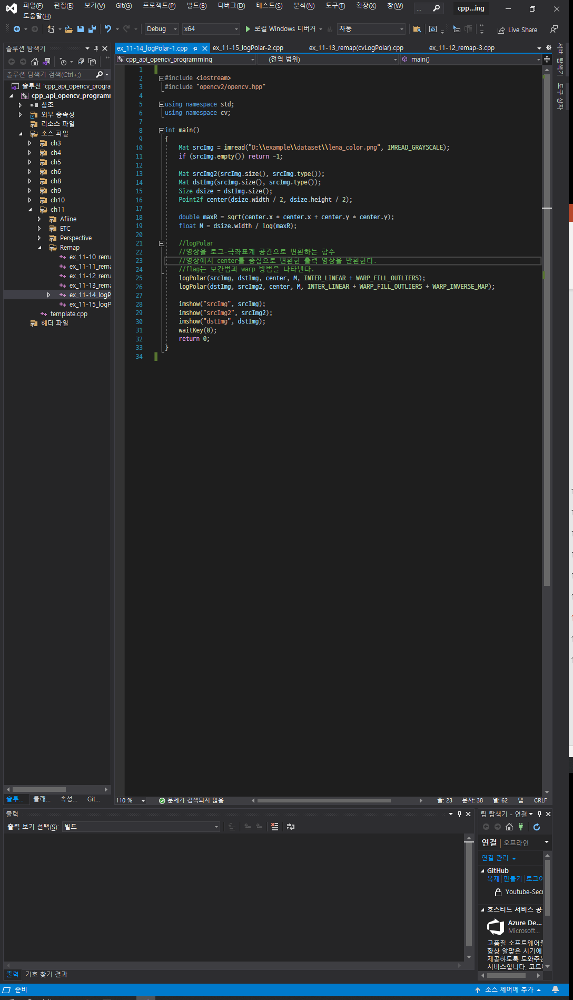 파일(F) 편집(E) 보기(V) Git(G) 프로젝트(P) 빌드(B) 디버그(D) 테스트(S) 분석(N) 도구(T) 확장(X) 창(W) ... cpp...ing
도움말(H)
Debug x64 로컬 Windows 디버거 자동 Live Share
솔루션 탐색기
솔루션 탐색기 검색(Ctrl+;)
솔루션 'cpp_api_opencv_progra
cpp_api_opencv_programm
참조
외부 종속성
리소스 파일
소스 파일
ch3
ch4
ch5
ch6
ch8
ch9
ch10
ch11
Afiine
ETC
Perspective
Remap
ex_11-10_rema
ex_11-11_rema
ex_11-12_rema
ex_11-13_rema
ex_11-14_logP
ex_11-15_logP
template.cpp
헤더 파일
솔루... 클래... 속성... Git...
ex_11-14_logPolar-1.cpp ex_11-15_logPolar-2.cpp ex_11-13_remap(cvLogPolar).cpp ex_11-12_remap-3.cpp
cpp_api_opencv_programming (전역 범위) main()
1
2 #include <iostream>
3 #include "opencv2/opencv.hpp"
4
5 using namespace std;
6 using namespace cv;
7
8 int main()
9 {
10 Mat srcImg = imread("D:\\example\\dataset\\lena_color.png", IMREAD_GRAYSCALE);
11 if (srcImg.empty()) return -1;
12
13 Mat srcImg2(srcImg.size(), srcImg.type());
14 Mat dstImg(srcImg.size(), srcImg.type());
15 Size dsize = dstImg.size();
16 Point2f center(dsize.width / 2, dsize.height / 2);
17
18 double maxR = sqrt(center.x * center.x + center.y * center.y);
19 float M = dsize.width / log(maxR);
20
21 //logPolar
22 //영상을 로그-극좌표계 공간으로 변환하는 함수
23 //영상에서 center를 중심으로 변환한 출력 영상을 반환한다.
24 //flag는 보간법과 warp 방법을 나타낸다.
25 logPolar(srcImg, dstImg, center, M, INTER_LINEAR + WARP_FILL_OUTLIERS);
26 logPolar(dstImg, srcImg2, center, M, INTER_LINEAR + WARP_FILL_OUTLIERS + WARP_INVERSE_MAP);
27
28 imshow("srcImg", srcImg);
29 imshow("srcImg2", srcImg2);
30 imshow("dstImg", dstImg);
31 waitKey(0);
32 return 0;
33 }
34
서버 탐색기
도구 상자
110 % 문제가 검색되지 않음 줄: 23 문자: 38 열: 62 탭 CRLF
출력
출력 보기 선택(S): 빌드
출력 기호 찾기 결과
팀 탐색기 - 연결
연결 | 오프라인
연결 관리
GitHub
복제 만들기 로그아
Youtube-Secr
호스티드 서비스 공
Azure De...
Microsoft...
고품질 소프트웨어를
항상 알맞은 시기에
제공하도록 도와주는
서비스입니다. 코드
준비 소스 제어에 추가